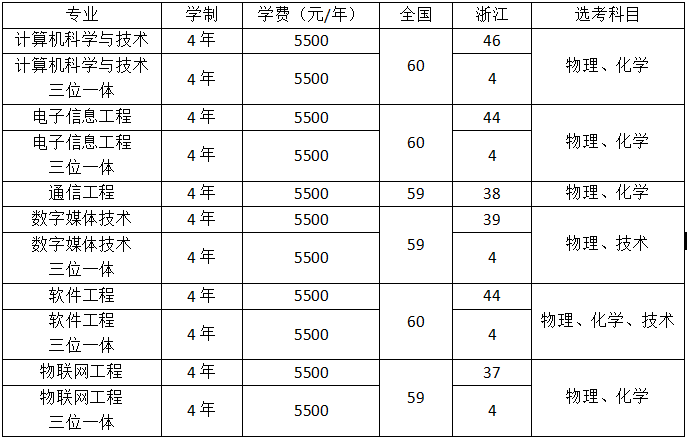 专业 学制 学费（元/年） 全国 浙江 选考科目
计算机科学与技术 4年 5500 60 46 物理、化学
计算机科学与技术
三位一体 4年 5500 4
电子信息工程 4年 5500 60 44 物理、化学
电子信息工程
三位一体 4年 5500 4
通信工程 4年 5500 59 38 物理、化学
数字媒体技术 4年 5500 59 39 物理、技术
数字媒体技术
三位一体 4年 5500 4
软件工程 4年 5500 60 44 物理、化学、技术
软件工程
三位一体 4年 5500 4
物联网工程 4年 5500 59 37 物理、化学
物联网工程
三位一体 4年 5500 4